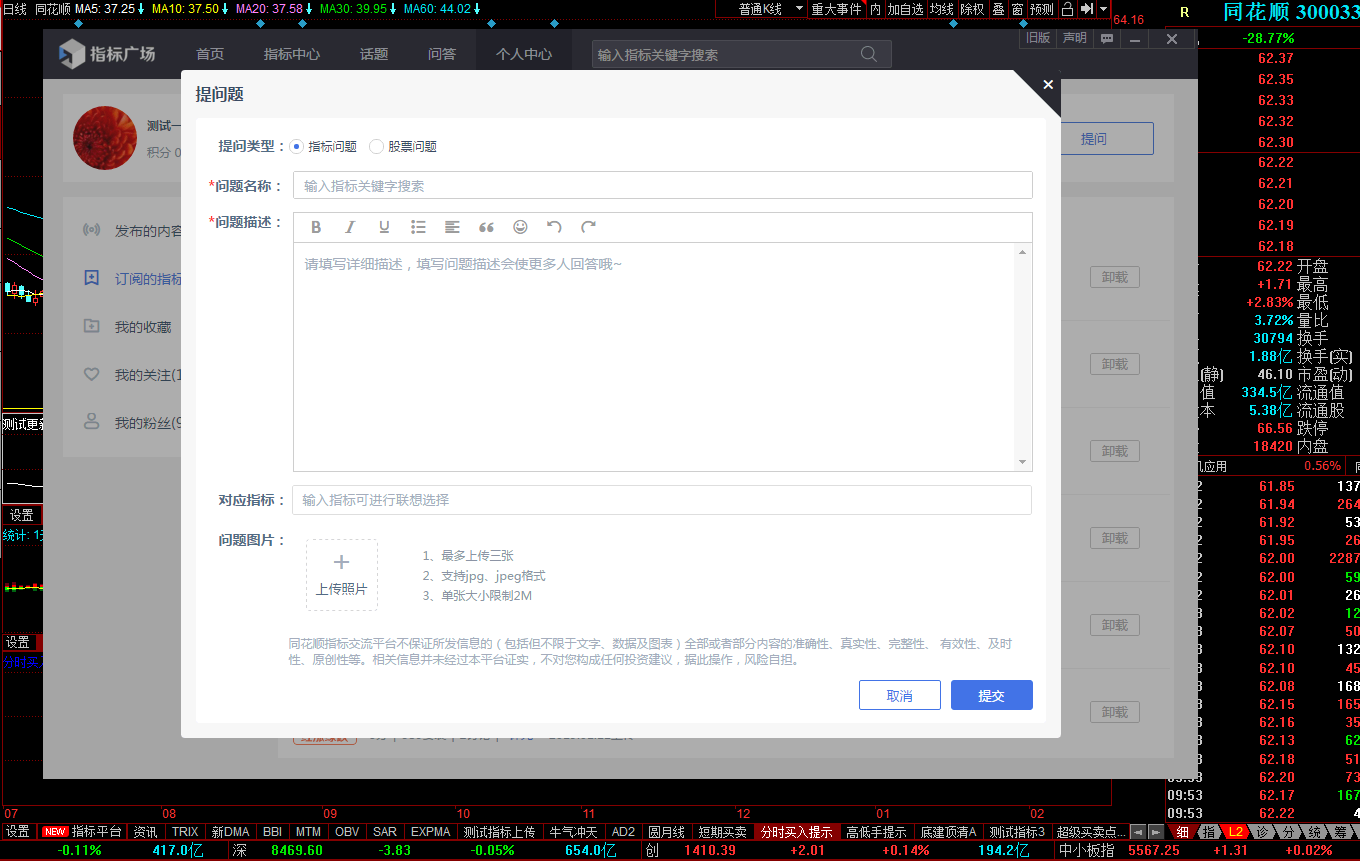 日线 同花顺 MA5: 37.25 MA10: 37.50 MA20: 37.58 MA30: 39.95 MA60: 44.02
普通K线 重大事件 内 加自选 均线 除权 叠 窗 预测
64.16
R 同花顺 300033
-28.77%
指标广场 首页 指标中心 话题 问答 个人中心 输入指标关键字搜索
旧版 声明
测试一
积分 0
提问
发布的内容
订阅的指标
我的收藏
我的关注(1
我的粉丝(9
提问题
提问类型： 指标问题 股票问题
*问题名称： 输入指标关键字搜索
*问题描述： B I U
请填写详细描述，填写问题描述会使更多人回答哦~
对应指标： 输入指标可进行联想选择
问题图片：
上传照片
1、最多上传三张
2、支持jpg、jpeg格式
3、单张大小限制2M
同花顺指标交流平台不保证所发信息的（包括但不限于文字、数据及图表）全部或者部分内容的准确性、真实性、完整性、 有效性、及时
性、原创性等。相关信息并未经过本平台证实，不对您构成任何投资建议，据此操作，风险自担。
取消 提交
卸载
卸载
卸载
卸载
卸载
卸载
62.37
62.35
62.33
62.32
62.30
62.22
62.21
62.20
62.19
62.18
62.22 开盘
+1.71 最高
+2.83% 最低
3.72% 量比
30794 换手
1.88亿 换手(实)
(静) 46.10 市盈(动)
值 334.5亿 流通值
本 5.38亿 流通股
66.56 跌停
18420 内盘
应用 0.56%
2 61.85 137
2 61.94 264
2 61.92 53
2 61.95 26
2 62.00 2287
2 62.00 59
2 62.01 26
3 62.02 12
3 62.07 50
3 62.10 132
3 62.10 45
3 62.08 168
3 62.15 165
3 62.16 35
3 62.13 62
3 62.18 51
09:53 62.20 73
09:53 62.17 167
09:53 62.22 4
测试更新
设置
统计: 1
设置
分时买
07 08 09 10 11 12 01 02
设置 NEW 指标平台 资讯 TRIX 新DMA BBI MTM OBV SAR EXPMA 测试指标上传 牛气冲天 AD2 圆月线 短期买卖 分时买入提示 高低手提示 底建顶清A 测试指标3 超级买卖点... 细 指 L2 诊 分 统 筹
-0.11% 417.0亿 深 8469.60 -3.83 -0.05% 654.0亿 创 1410.39 +2.01 +0.14% 194.2亿 中小板指 5567.25 +1.31 +0.02%